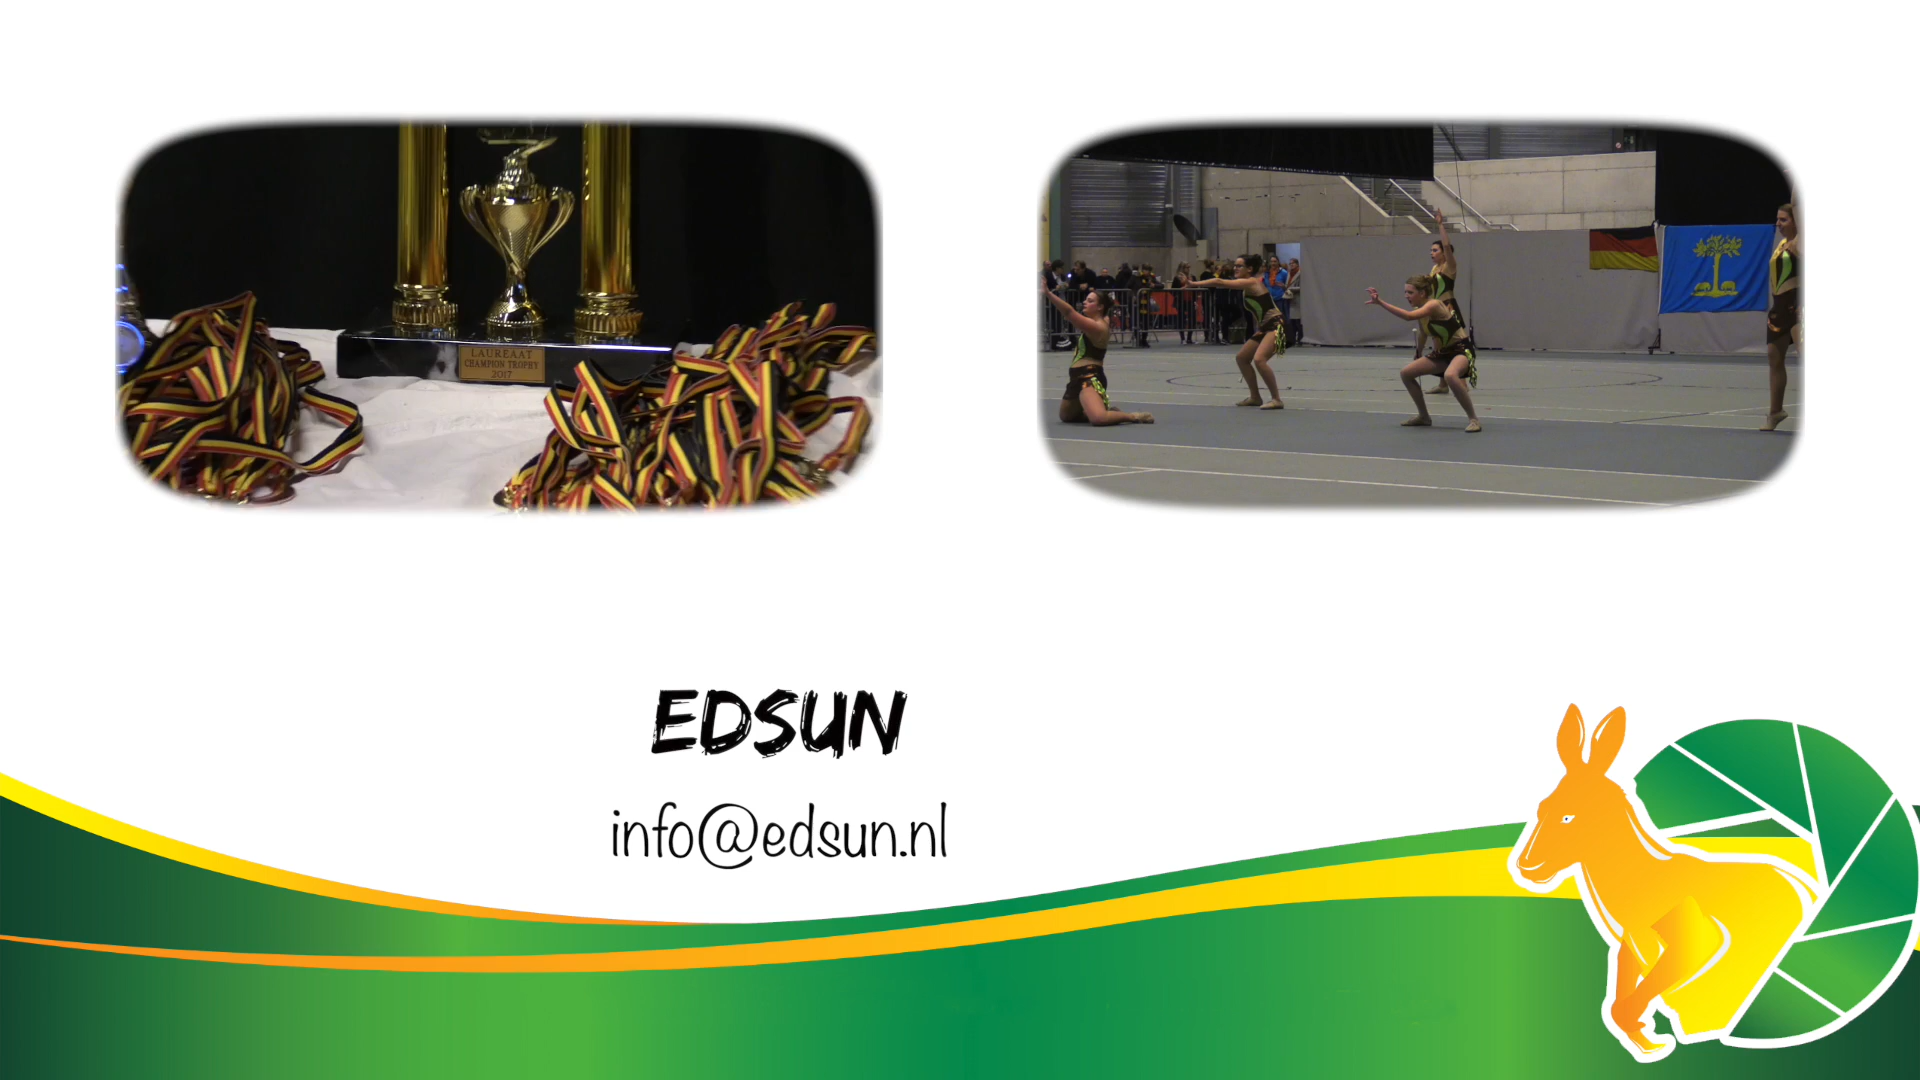 LAUREAAT
CHAMPION TROPHY
2017
EDSUN
info@edsun.nl